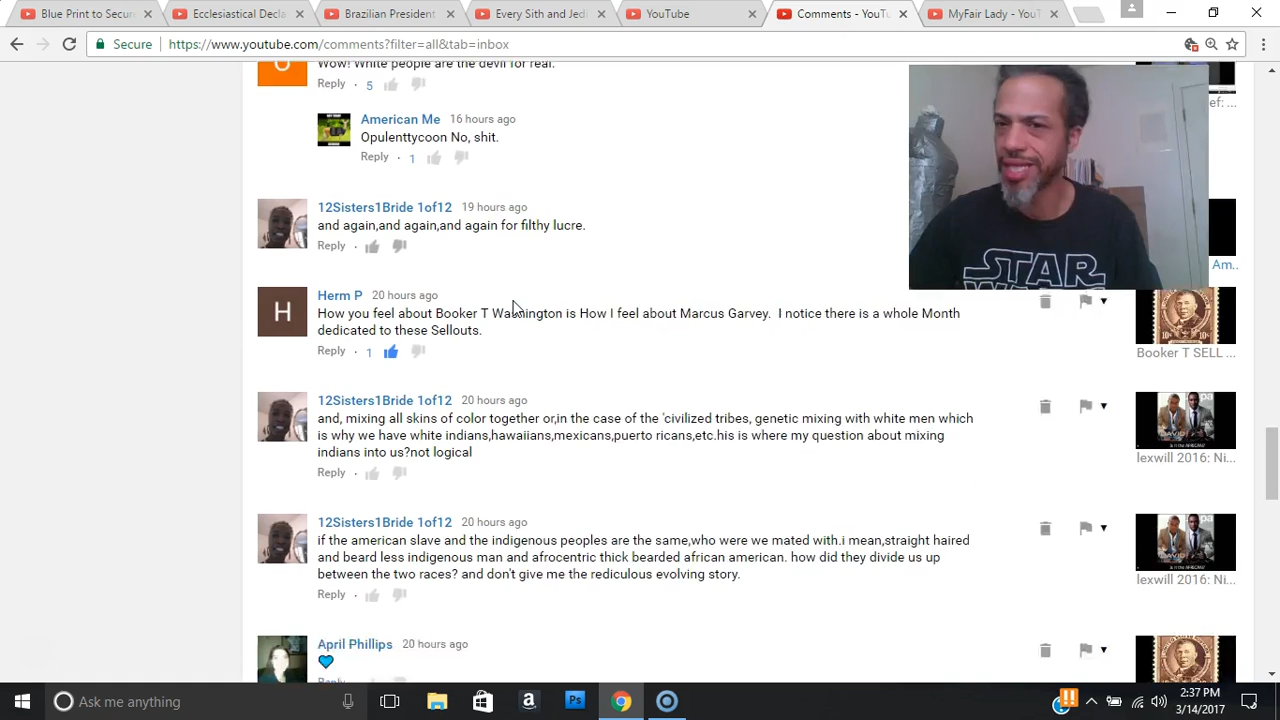 Blue Print to Secur
Ecclesiastical Decla
Brazilian President
Every Sith and Jedi
YouTube
Comments - YouTu
MyFair Lady - YouT
Secure
https://www.youtube.com/comments?filter=all&tab=inbox
Wow! White people are the devil for real.
Reply · 5
ef: ...
American Me 16 hours ago
Opulenttycoon No, shit.
Reply · 1
12Sisters1Bride 1of12 19 hours ago
and again,and again,and again for filthy lucre.
Reply ·
STAR
Am..
Herm P 20 hours ago
H
How you feel about Booker T Washington is How I feel about Marcus Garvey. I notice there is a whole Month
dedicated to these Sellouts.
Reply · 1
Booker T SELL ...
12Sisters1Bride 1of12 20 hours ago
and, mixing all skins of color together or,in the case of the 'civilized tribes, genetic mixing with white men which
is why we have white indians,hawaiians,mexicans,puerto ricans,etc.his is where my question about mixing
indians into us?not logical
Reply ·
DAVID
lexwill 2016: Ni...
12Sisters1Bride 1of12 20 hours ago
if the american slave and the indigenous peoples are the same,who were we mated with.i mean,straight haired
and beard less indigenous man and afrocentric thick bearded african american. how did they divide us up
between the two races? and don't give me the rediculous evolving story.
Reply ·
DAVID
lexwill 2016: Ni...
April Phillips 20 hours ago
Reply
Ask me anything
2:37 PM
3/14/2017